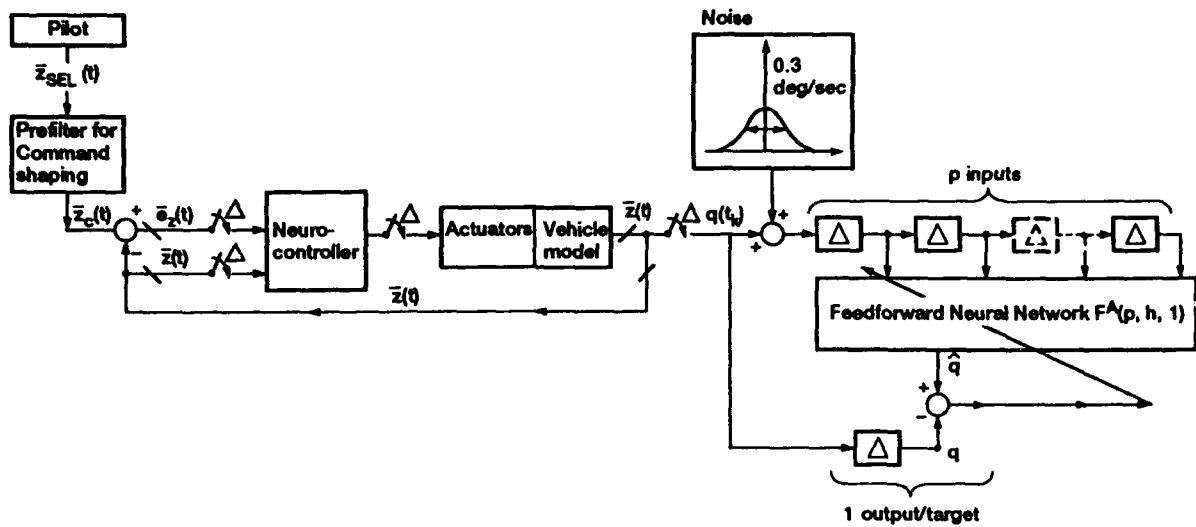 Pilot
z̄SEL (t)
Prefilter for
Command
shaping
z̄c(t)
+
-
ēz(t)
Δ
z̄(t)
Δ
Neuro-
controller
Δ
Actuators
Vehicle
model
z̄(t)
Δ
q(tk)
z̄(t)
Noise
0.3
deg/sec
+
+
p inputs
Δ
Δ
Δ
Δ
Feedforward Neural Network F^A(p, h, 1)
q̂
+
-
Δ
q
1 output/target